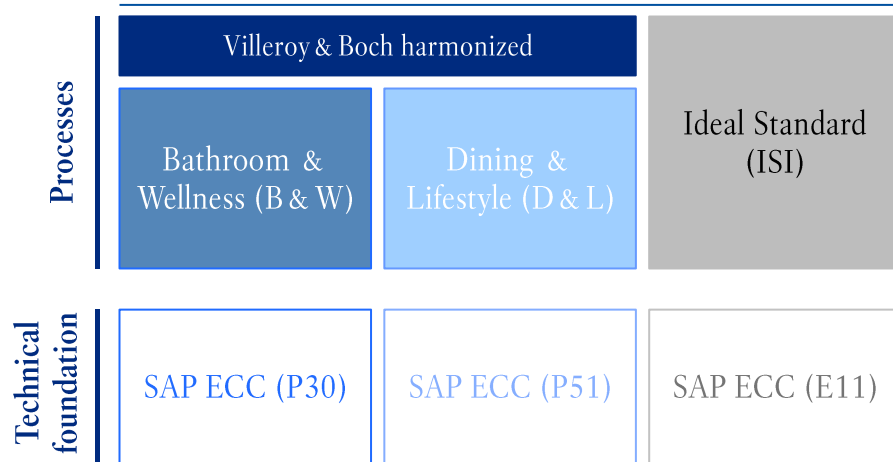 Processes
Villeroy & Boch harmonized
Bathroom &
Wellness (B & W)
Dining &
Lifestyle (D & L)
Ideal Standard
(ISI)
Technical
foundation
SAP ECC (P30)
SAP ECC (P51)
SAP ECC (E11)